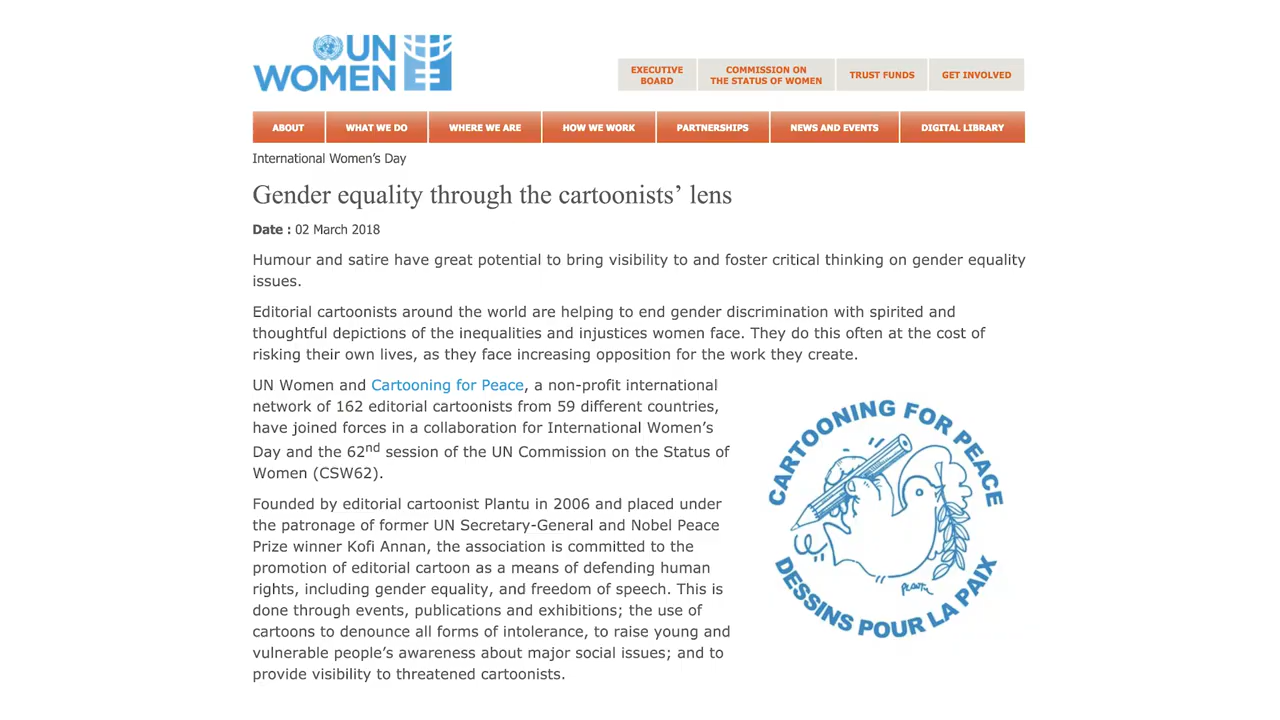 UN
WOMEN
EXECUTIVE
BOARD
COMMISSION ON
THE STATUS OF WOMEN
TRUST FUNDS
GET INVOLVED
ABOUT
WHAT WE DO
WHERE WE ARE
HOW WE WORK
PARTNERSHIPS
NEWS AND EVENTS
DIGITAL LIBRARY
International Women’s Day
Gender equality through the cartoonists’ lens
Date : 02 March 2018
Humour and satire have great potential to bring visibility to and foster critical thinking on gender equality
issues.
Editorial cartoonists around the world are helping to end gender discrimination with spirited and
thoughtful depictions of the inequalities and injustices women face. They do this often at the cost of
risking their own lives, as they face increasing opposition for the work they create.
UN Women and Cartooning for Peace, a non-profit international
network of 162 editorial cartoonists from 59 different countries,
have joined forces in a collaboration for International Women’s
Day and the 62nd session of the UN Commission on the Status of
Women (CSW62).
Founded by editorial cartoonist Plantu in 2006 and placed under
the patronage of former UN Secretary-General and Nobel Peace
Prize winner Kofi Annan, the association is committed to the
promotion of editorial cartoon as a means of defending human
rights, including gender equality, and freedom of speech. This is
done through events, publications and exhibitions; the use of
cartoons to denounce all forms of intolerance, to raise young and
vulnerable people’s awareness about major social issues; and to
provide visibility to threatened cartoonists.
CARTOONING FOR PEACE
PLANTU
DESSINS POUR LA PAIX